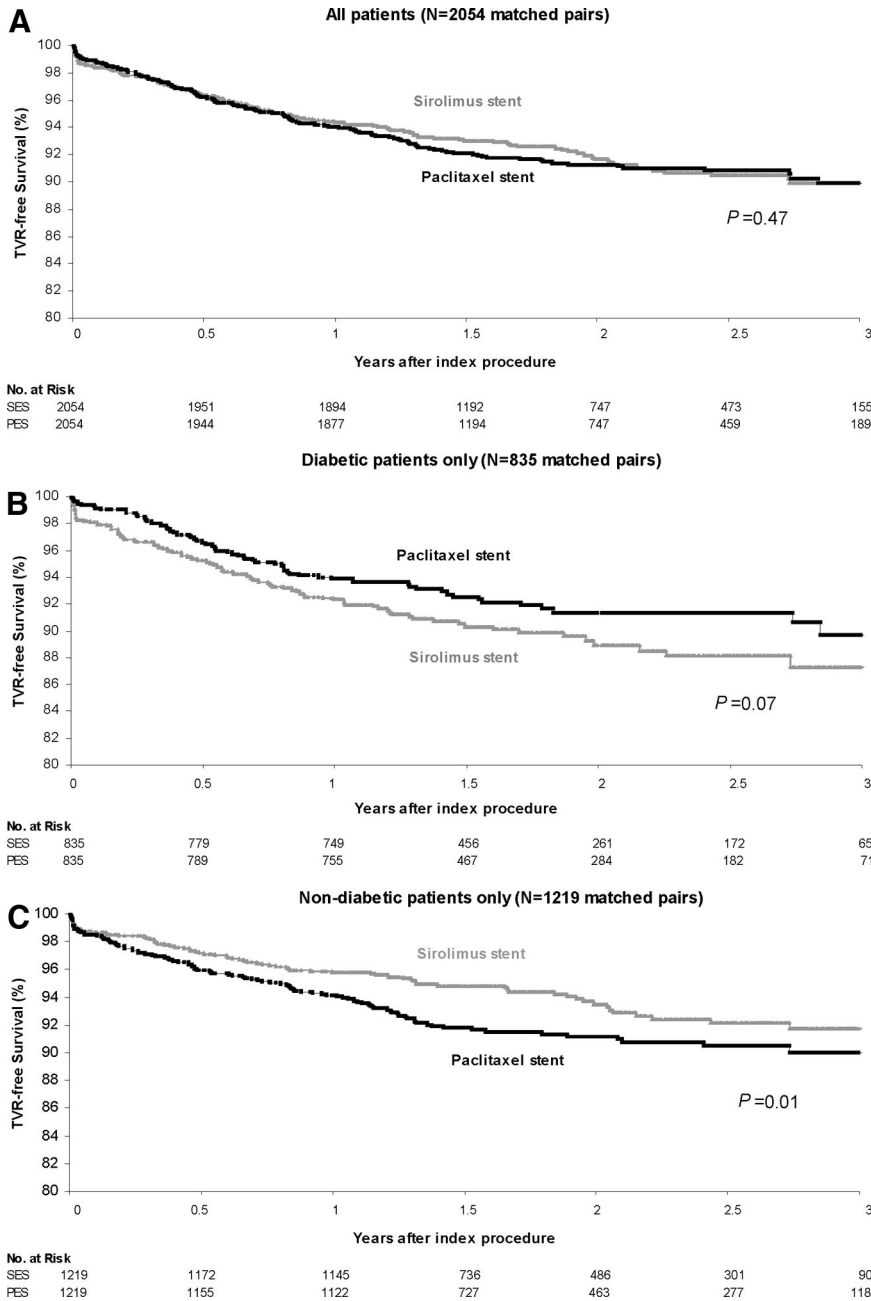 A
All patients (N=2054 matched pairs)
TVR-free Survival (%)
100
98
96
94
92
90
88
86
84
82
80
Sirolimus stent
Paclitaxel stent
P=0.47
0 0.5 1 1.5 2 2.5 3
Years after index procedure
No. at Risk
SES 2054 1951 1894 1192 747 473 155
PES 2054 1944 1877 1194 747 459 189
Diabetic patients only (N=835 matched pairs)
B
TVR-free Survival (%)
100
98
96
94
92
90
88
86
84
82
80
Paclitaxel stent
Sirolimus stent
P=0.07
0 0.5 1 1.5 2 2.5 3
Years after index procedure
No. at Risk
SES 835 779 749 456 261 172 65
PES 835 789 755 467 284 182 71
Non-diabetic patients only (N=1219 matched pairs)
C
TVR-free Survival (%)
100
98
96
94
92
90
88
86
84
82
80
Sirolimus stent
Paclitaxel stent
P=0.01
0 0.5 1 1.5 2 2.5 3
Years after index procedure
No. at Risk
SES 1219 1172 1145 736 486 301 90
PES 1219 1155 1122 727 463 277 118